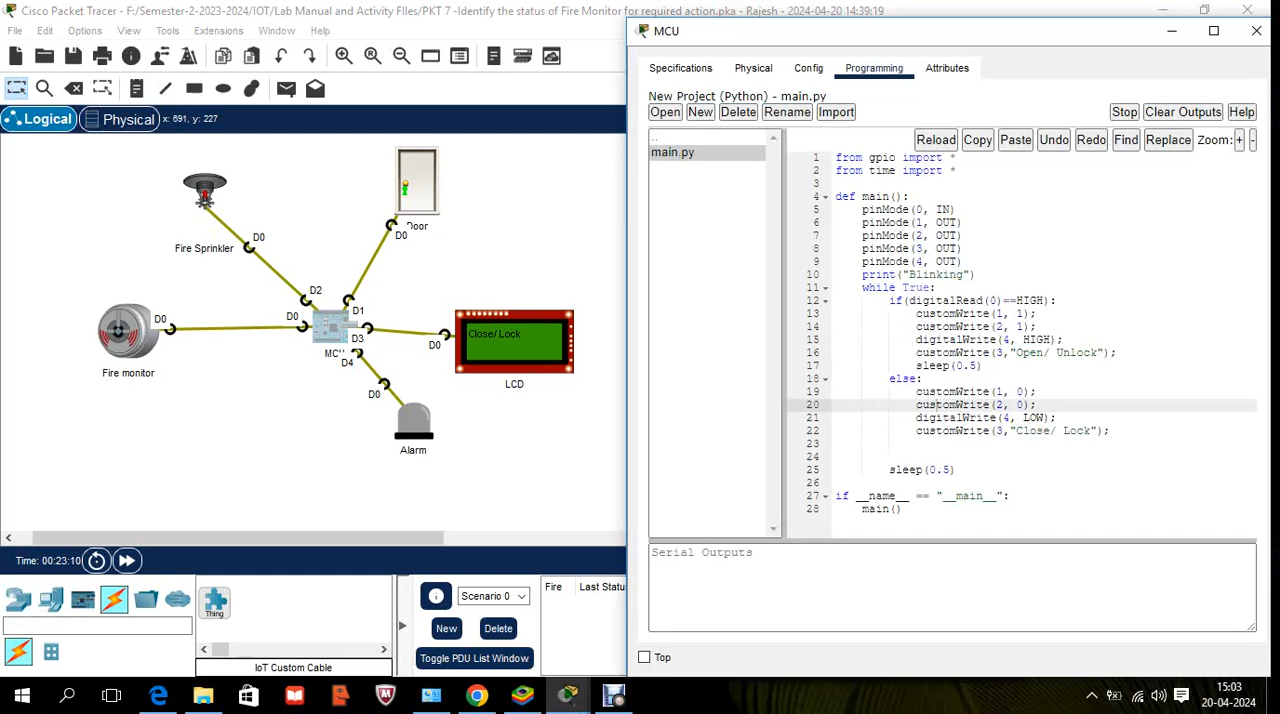 Cisco Packet Tracer - F:/Semester-2-2023-2024/IOT/Lab Manual and Activity FIles/PKT 7 -Identify the status of Fire Monitor for required action.pka - Rajesh - 2024-04-20 14:39:19
File Edit Options View Tools Extensions Window Help
Logical Physical x: 691, y: 227
Fire Sprinkler
D0
D2
D0
D1
Fire monitor
D0
D0
MC
D3
D4
D0
Close/ Lock
LCD
D0
Alarm
Time: 00:23:10
Thing
IoT Custom Cable
Scenario 0
New Delete
Toggle PDU List Window
Fire Last Statu
MCU
Specifications Physical Config Programming Attributes
New Project (Python) - main.py
Open New Delete Rename Import Stop Clear Outputs Help
..
main.py
Reload Copy Paste Undo Redo Find Replace Zoom: + -
1 from gpio import *
2 from time import *
3
4 def main():
5 pinMode(0, IN)
6 pinMode(1, OUT)
7 pinMode(2, OUT)
8 pinMode(3, OUT)
9 pinMode(4, OUT)
10 print("Blinking")
11 while True:
12 if(digitalRead(0)==HIGH):
13 customWrite(1, 1);
14 customWrite(2, 1);
15 digitalWrite(4, HIGH);
16 customWrite(3,"Open/ Unlock");
17 sleep(0.5)
18 else:
19 customWrite(1, 0);
20 customWrite(2, 0);
21 digitalWrite(4, LOW);
22 customWrite(3,"Close/ Lock");
23
24
25 sleep(0.5)
26
27 if __name__ == "__main__":
28 main()
Serial Outputs
Top
15:03
20-04-2024